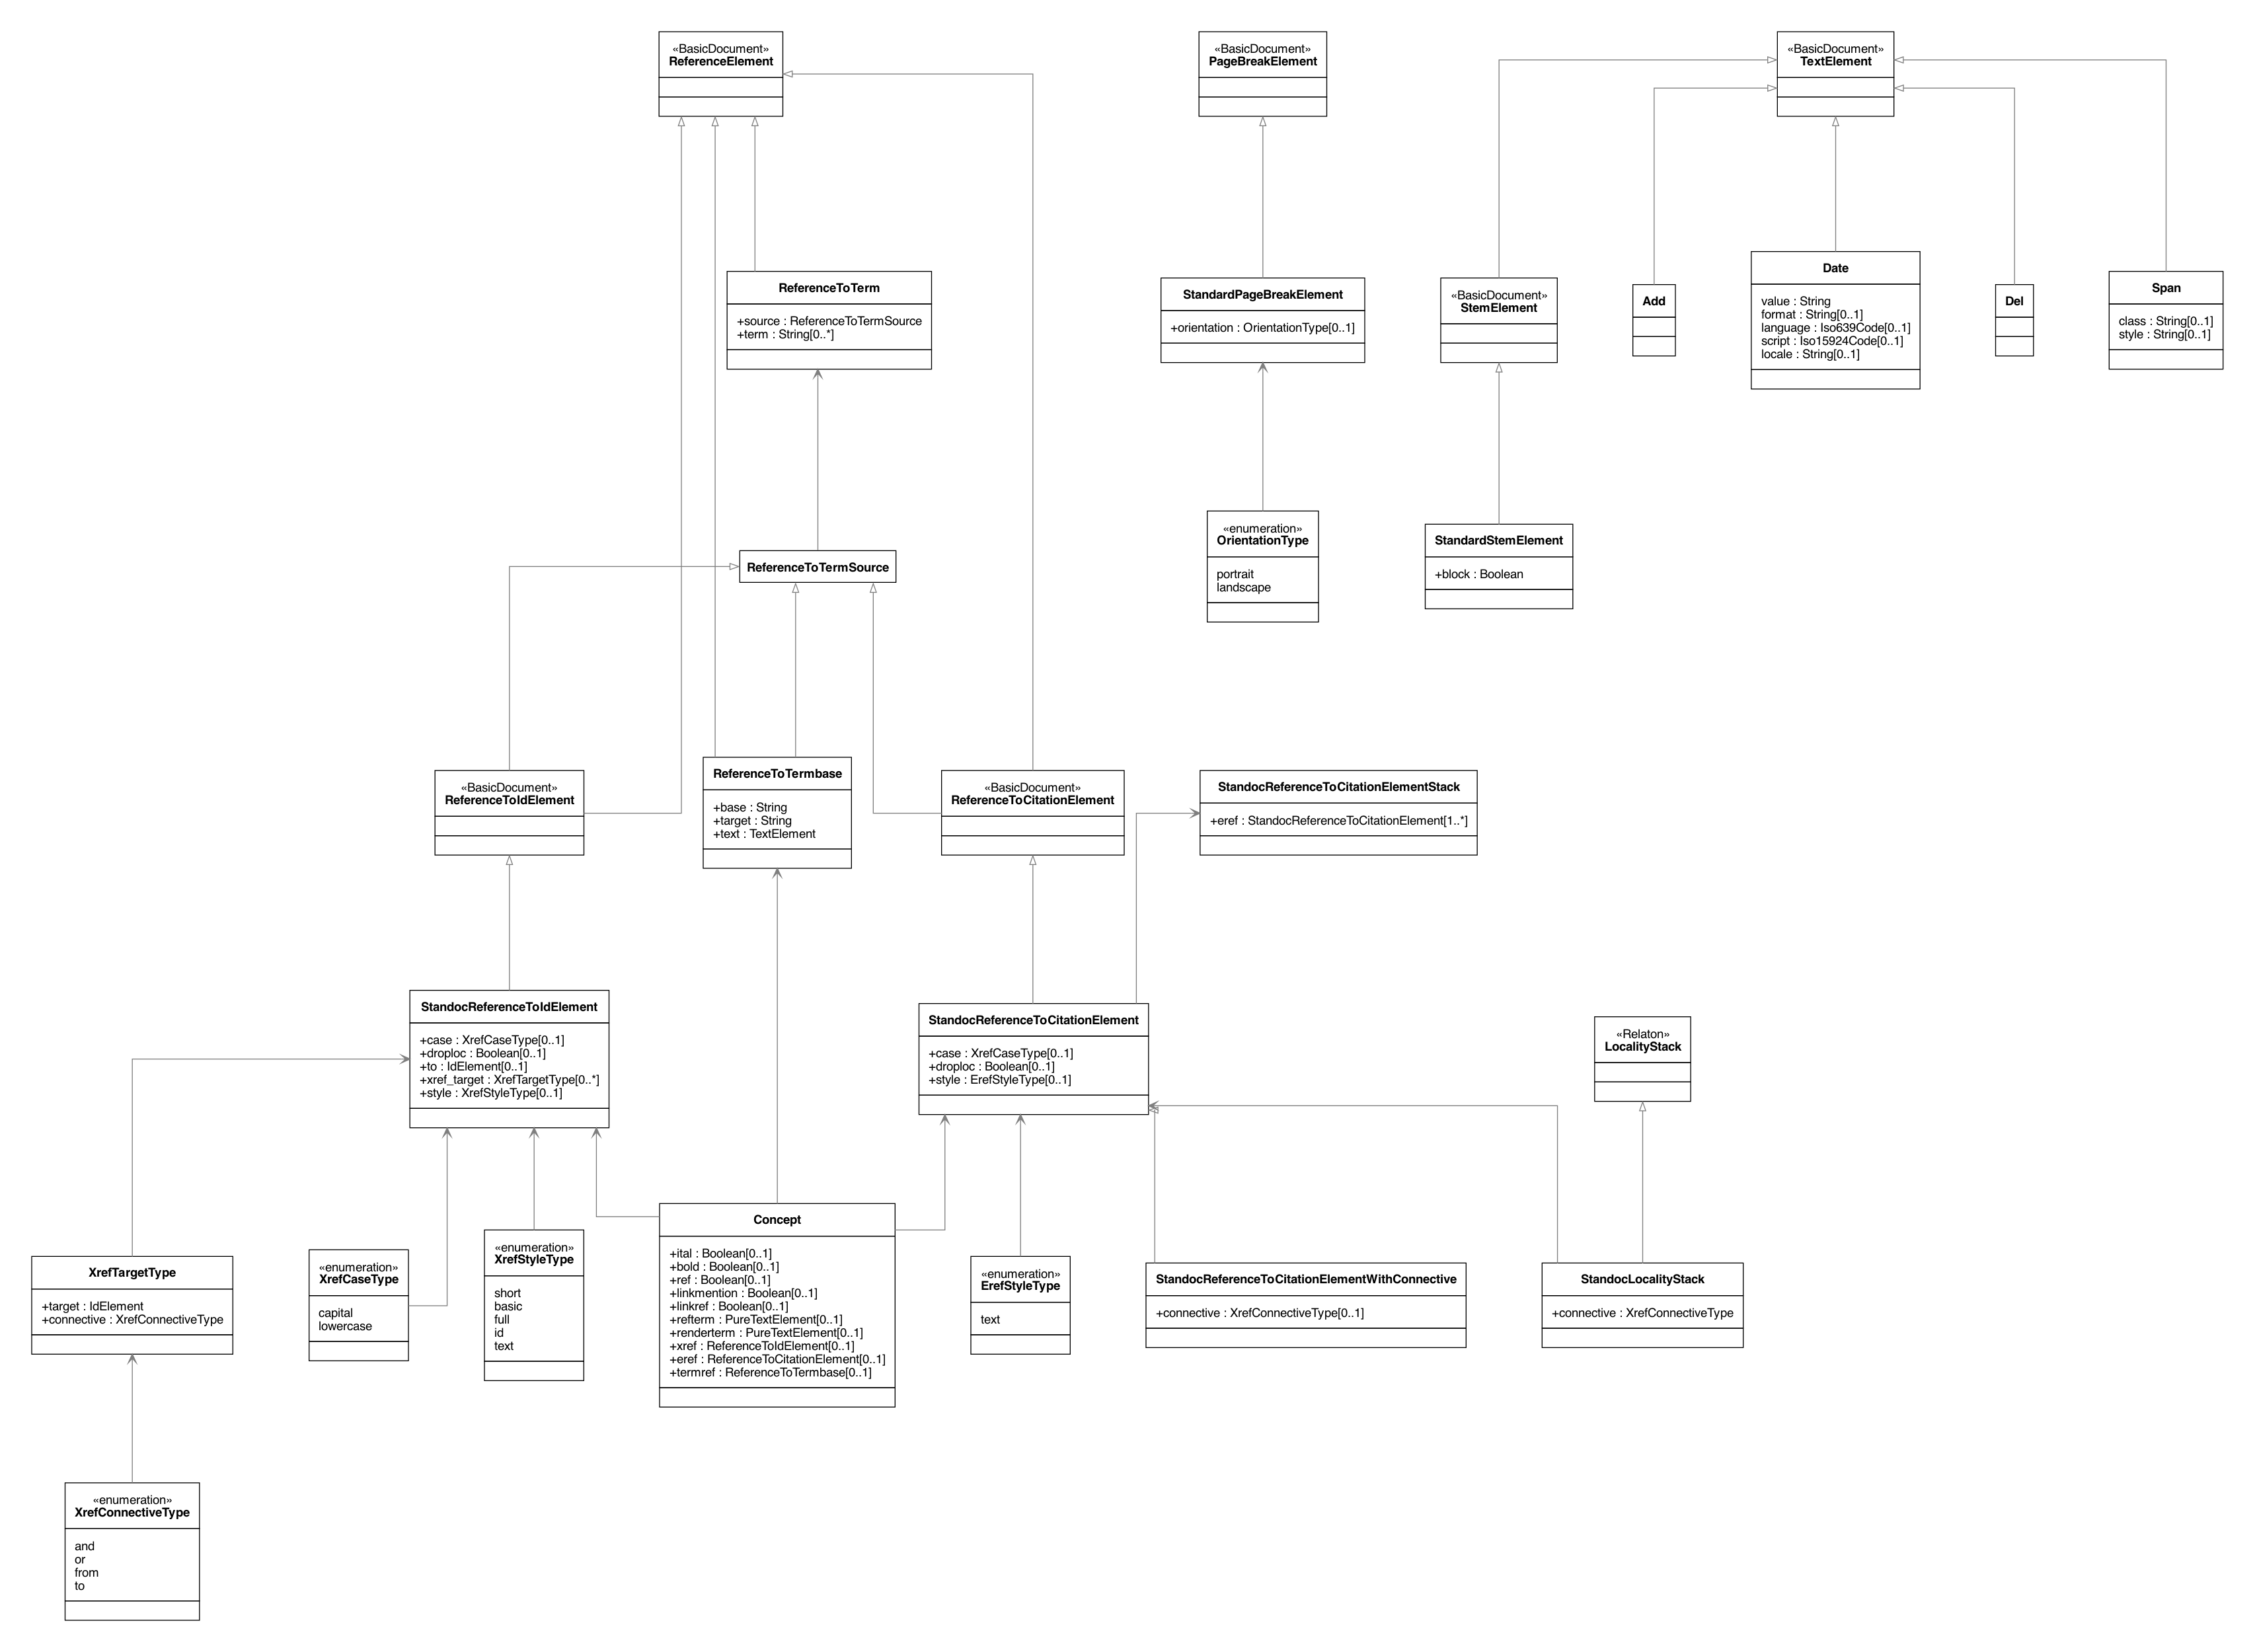 «BasicDocument»
ReferenceElement
«BasicDocument»
PageBreakElement
«BasicDocument»
TextElement
ReferenceToTerm
+source : ReferenceToTermSource
+term : String[0..*]
StandardPageBreakElement
+orientation : OrientationType[0..1]
«BasicDocument»
StemElement
Add
Date
value : String
format : String[0..1]
language : Iso639Code[0..1]
script : Iso15924Code[0..1]
locale : String[0..1]
Del
Span
class : String[0..1]
style : String[0..1]
ReferenceToTermSource
«enumeration»
OrientationType
portrait
landscape
StandardStemElement
+block : Boolean
«BasicDocument»
ReferenceToIdElement
ReferenceToTermbase
+base : String
+target : String
+text : TextElement
«BasicDocument»
ReferenceToCitationElement
StandocReferenceToCitationElementStack
+eref : StandocReferenceToCitationElement[1..*]
StandocReferenceToIdElement
+case : XrefCaseType[0..1]
+droploc : Boolean[0..1]
+to : IdElement[0..1]
+xref_target : XrefTargetType[0..*]
+style : XrefStyleType[0..1]
StandocReferenceToCitationElement
+case : XrefCaseType[0..1]
+droploc : Boolean[0..1]
+style : ErefStyleType[0..1]
«Relaton»
LocalityStack
XrefTargetType
+target : IdElement
+connective : XrefConnectiveType
«enumeration»
XrefCaseType
capital
lowercase
«enumeration»
XrefStyleType
short
basic
full
id
text
Concept
+ital : Boolean[0..1]
+bold : Boolean[0..1]
+ref : Boolean[0..1]
+linkmention : Boolean[0..1]
+linkref : Boolean[0..1]
+refterm : PureTextElement[0..1]
+renderterm : PureTextElement[0..1]
+xref : ReferenceToIdElement[0..1]
+eref : ReferenceToCitationElement[0..1]
+termref : ReferenceToTermbase[0..1]
«enumeration»
ErefStyleType
text
StandocReferenceToCitationElementWithConnective
+connective : XrefConnectiveType[0..1]
StandocLocalityStack
+connective : XrefConnectiveType
«enumeration»
XrefConnectiveType
and
or
from
to